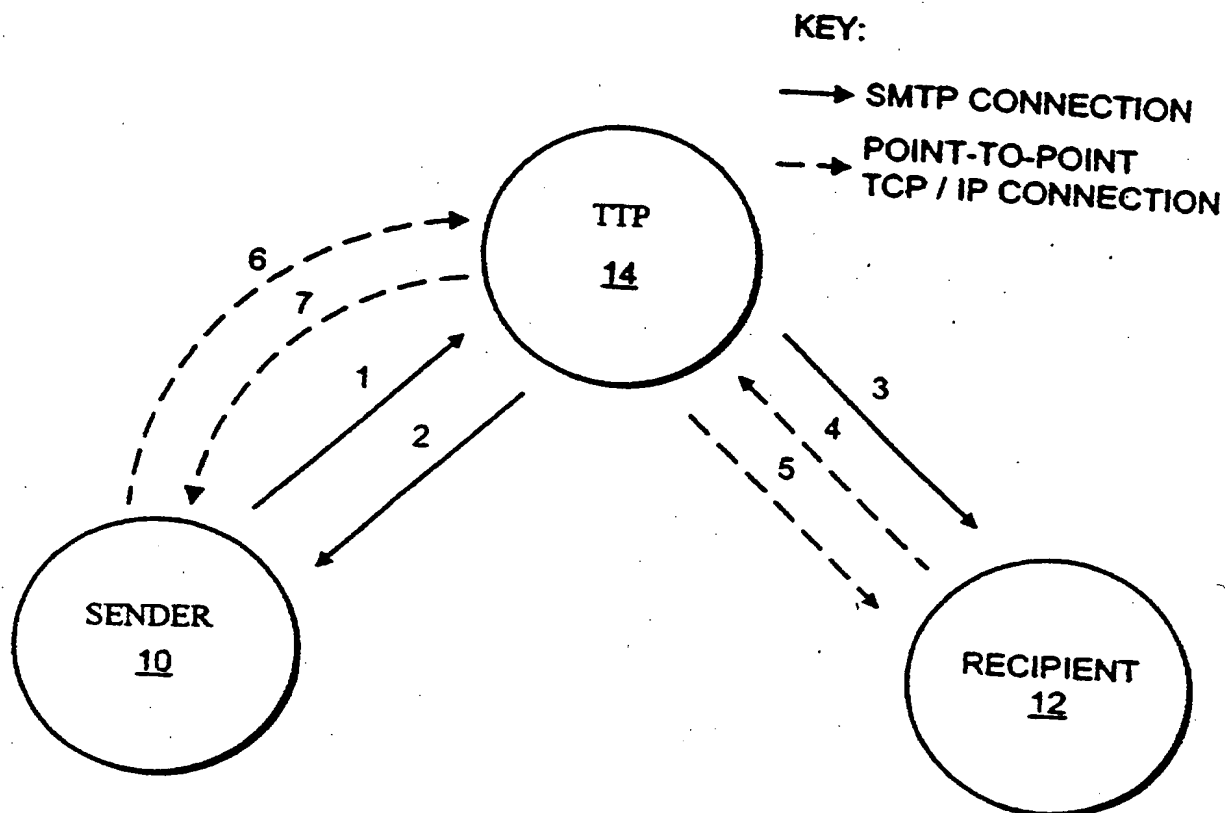 KEY:
SMTP CONNECTION
POINT-TO-POINT
TCP / IP CONNECTION
TTP
14
6
7
1
2
3
4
5
SENDER
10
RECIPIENT
12